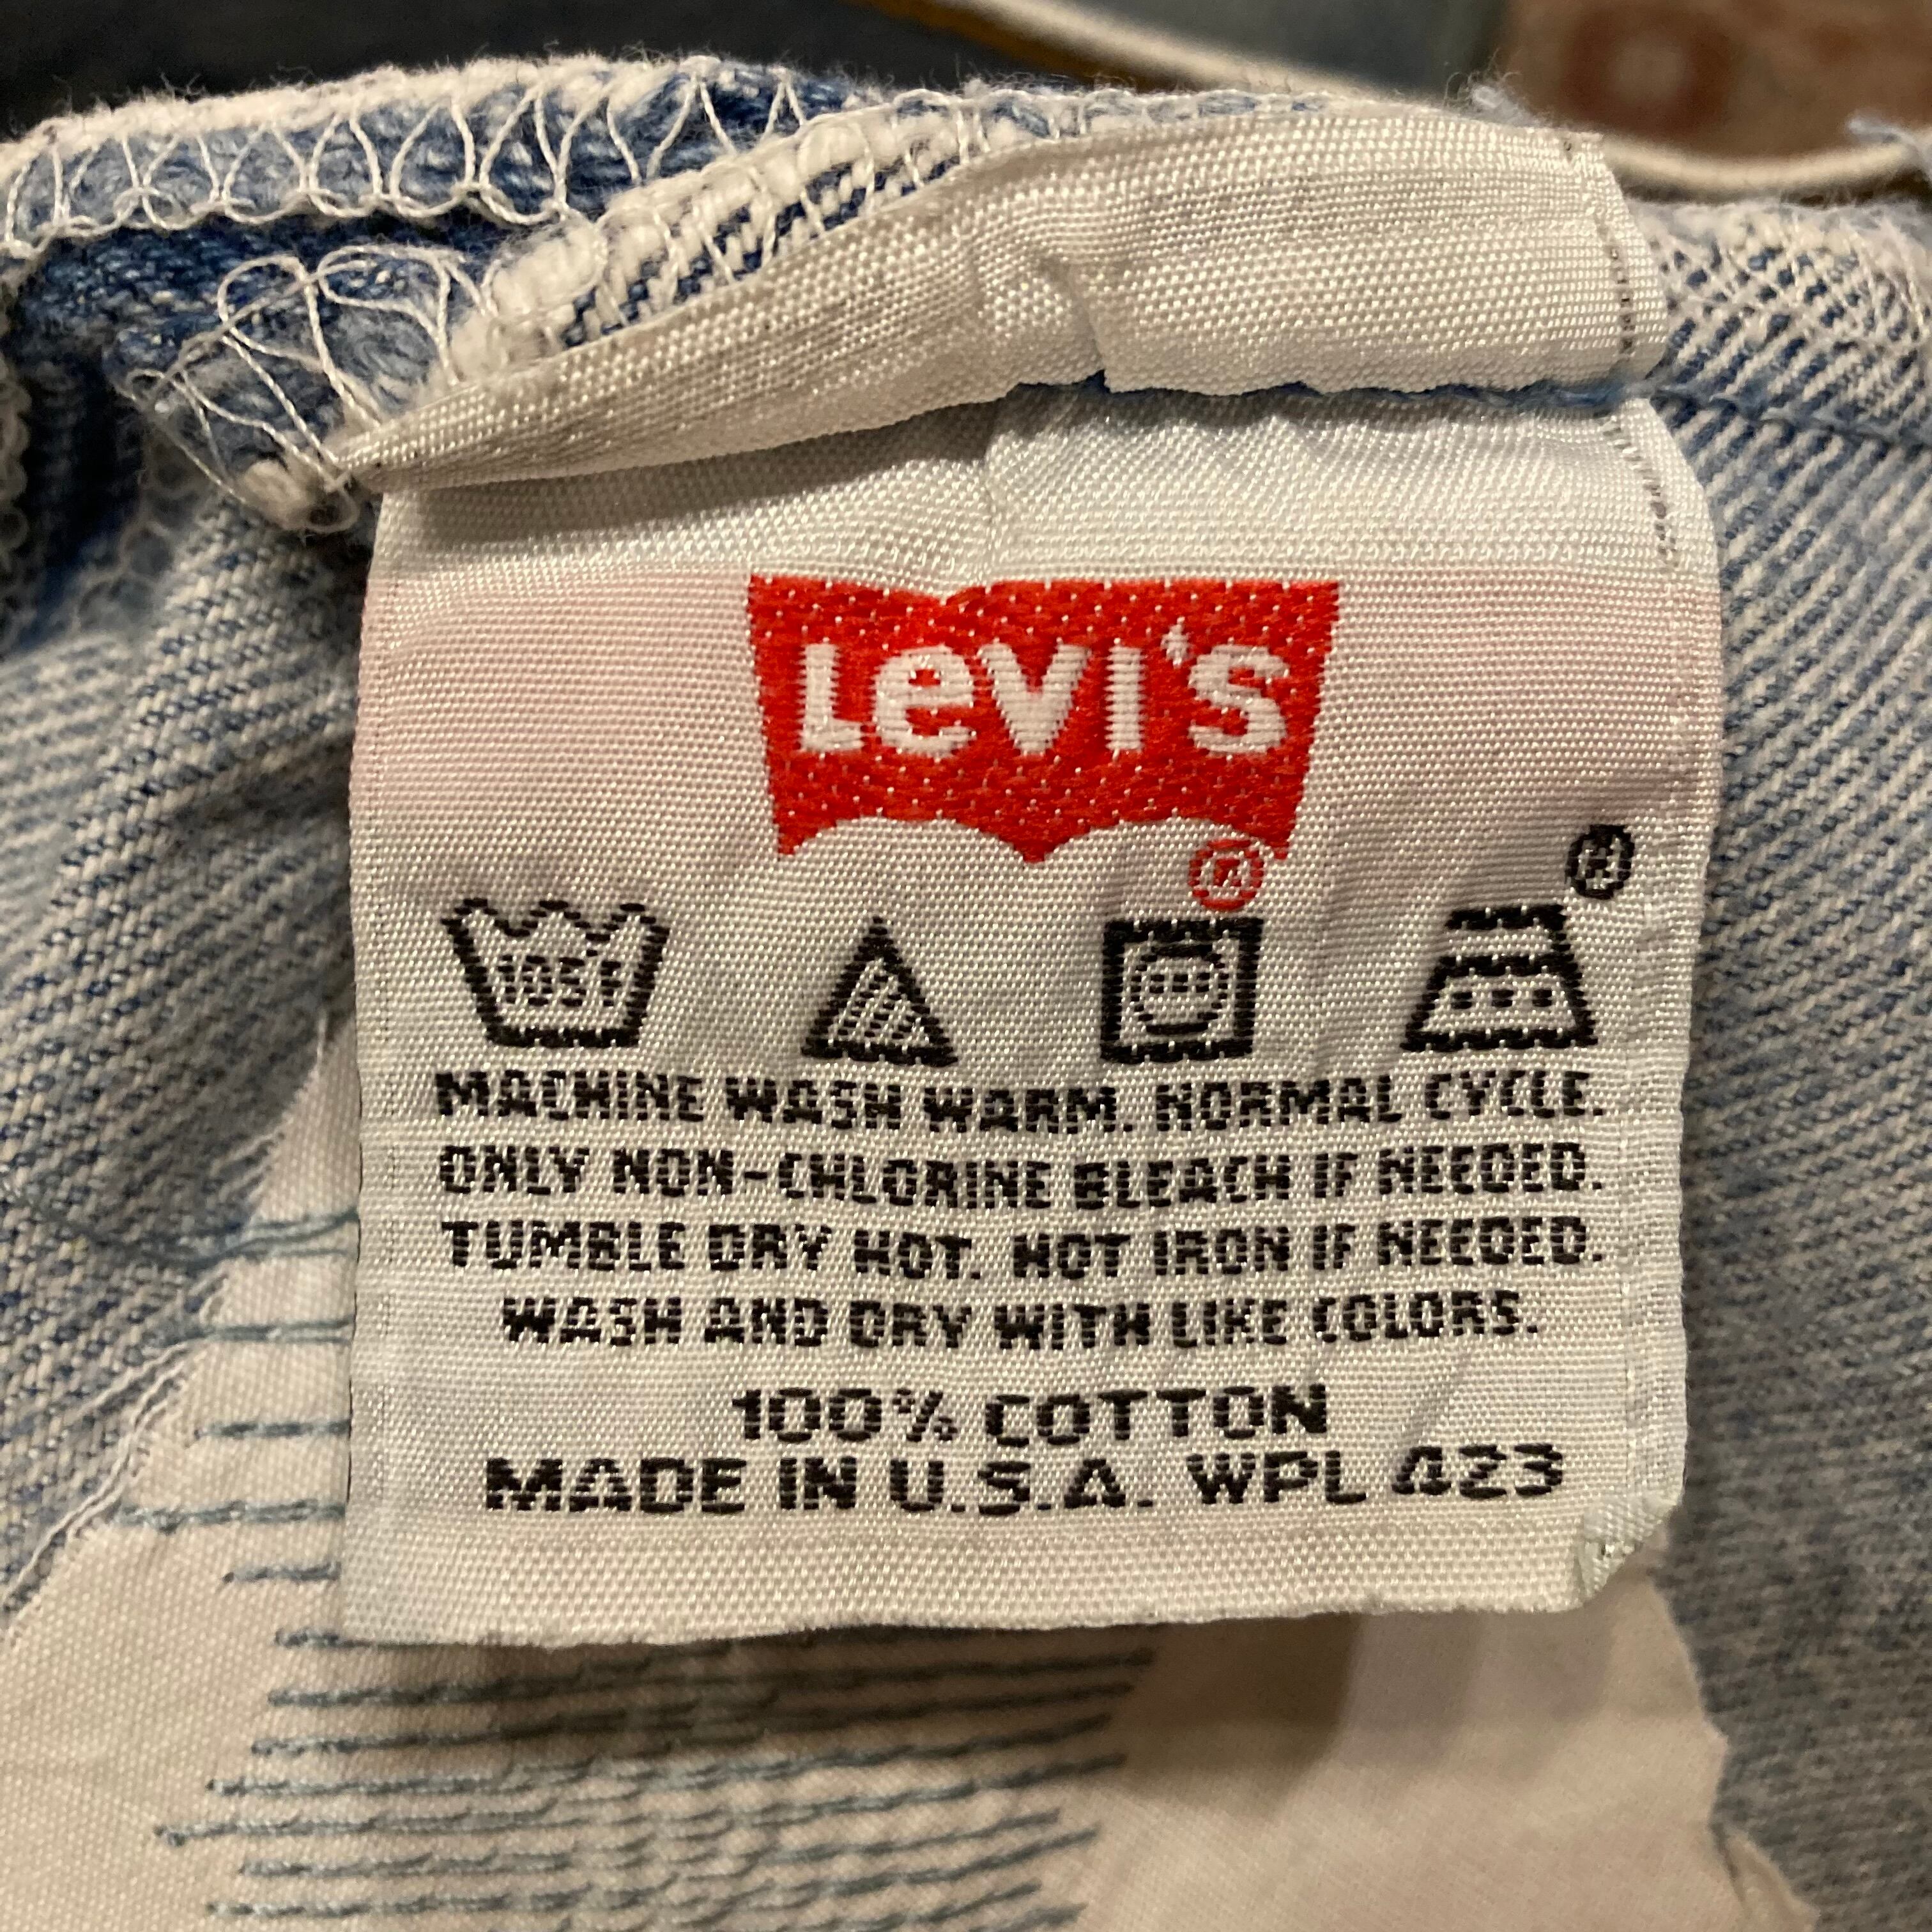 Levi's
®
®
105F
MACHINE WASH WARM. NORMAL CYCLE.
ONLY NON-CHLORINE BLEACH IF NEEDED.
TUMBLE DRY HOT. HOT IRON IF NEEDED.
WASH AND DRY WITH LIKE COLORS.
100% COTTON
MADE IN U.S.A. WPL 423